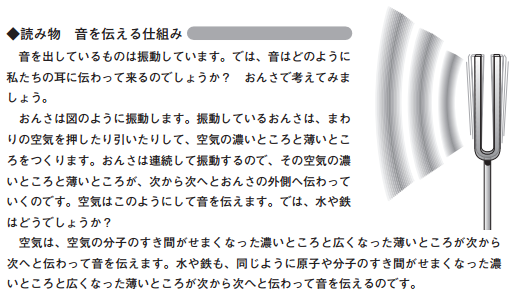 ◆読み物　音を伝える仕組み
　音を出しているものは振動しています。では、音はどのように
私たちの耳に伝わって来るのでしょうか？　おんさで考えてみま
しょう。
　おんさは図のように振動します。振動しているおんさは、まわ
りの空気を押したり引いたりして、空気の濃いところと薄いとこ
ろをつくります。おんさは連続して振動するので、その空気の濃
いところと薄いところが、次から次へとおんさの外側へ伝わって
いくのです。空気はこのようにして音を伝えます。では、水や鉄
はどうでしょうか？
　空気は、空気の分子のすき間がせまくなった濃いところと広くなった薄いところが次から
次へと伝わって音を伝えます。水や鉄も、同じように原子や分子のすき間がせまくなった濃
いところと広くなった薄いところが次から次へと伝わって音を伝えるのです。